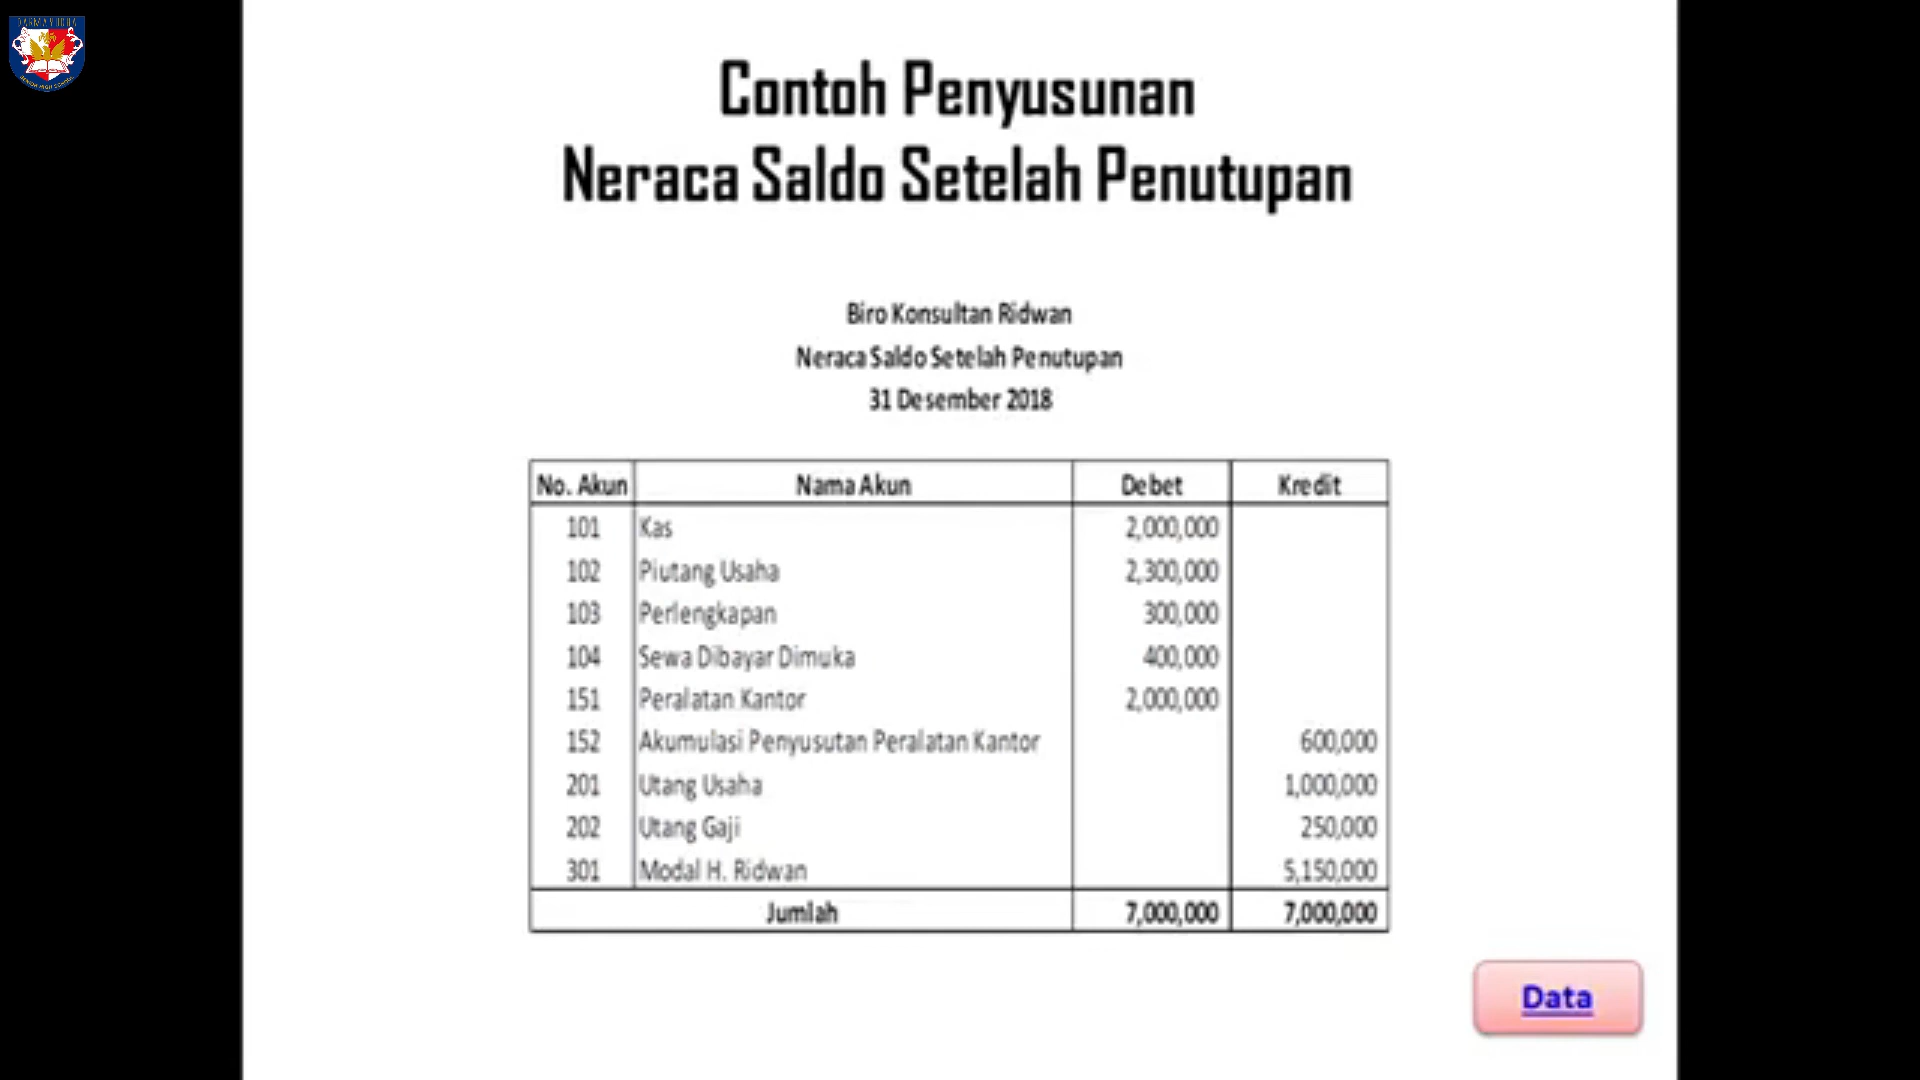 Contoh Penyusunan
Neraca Saldo Setelah Penutupan
Biro Konsultan Ridwan
Neraca Saldo Setelah Penutupan
31 Desember 2018
No. Akun Nama Akun Debet Kredit
101 Kas 2,000,000
102 Piutang Usaha 2,300,000
103 Perlengkapan 300,000
104 Sewa Dibayar Dimuka 400,000
151 Peralatan Kantor 2,000,000
152 Akumulasi Penyusutan Peralatan Kantor 600,000
201 Utang Usaha 1,000,000
202 Utang Gaji 250,000
301 Modal H. Ridwan 5,150,000
Jumlah 7,000,000 7,000,000
Data